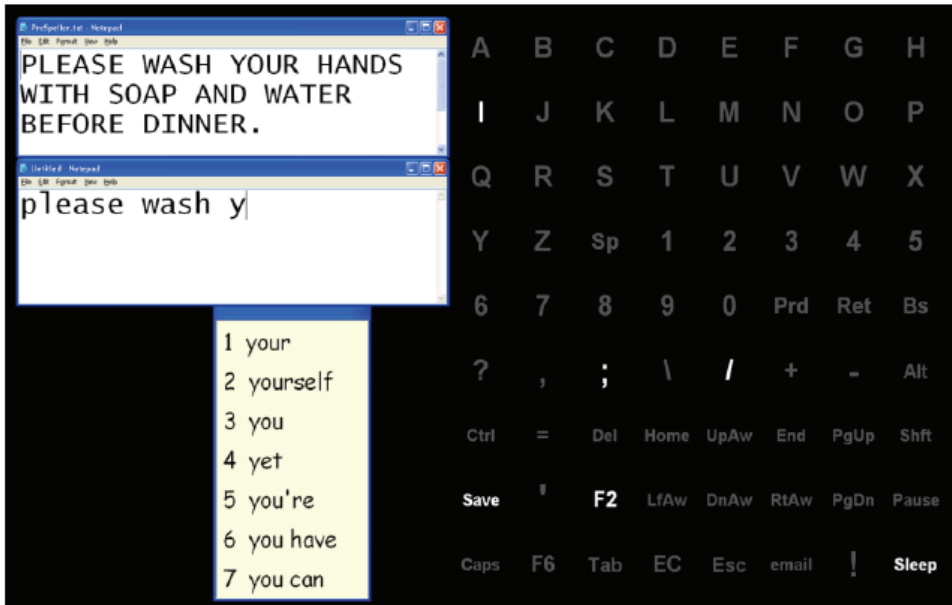 PreSpeller.txt - Notepad
File Edit Format View Help
PLEASE WASH YOUR HANDS
WITH SOAP AND WATER
BEFORE DINNER.
Untitled - Notepad
File Edit Format View Help
please wash y
1 your
2 yourself
3 you
4 yet
5 you're
6 you have
7 you can
A B C D E F G H
I J K L M N O P
Q R S T U V W X
Y Z Sp 1 2 3 4 5
6 7 8 9 0 Prd Ret Bs
? , ; \ / + - Alt
Ctrl = Del Home UpAw End PgUp Shft
Save ' F2 LfAw DnAw RtAw PgDn Pause
Caps F6 Tab EC Esc email ! Sleep